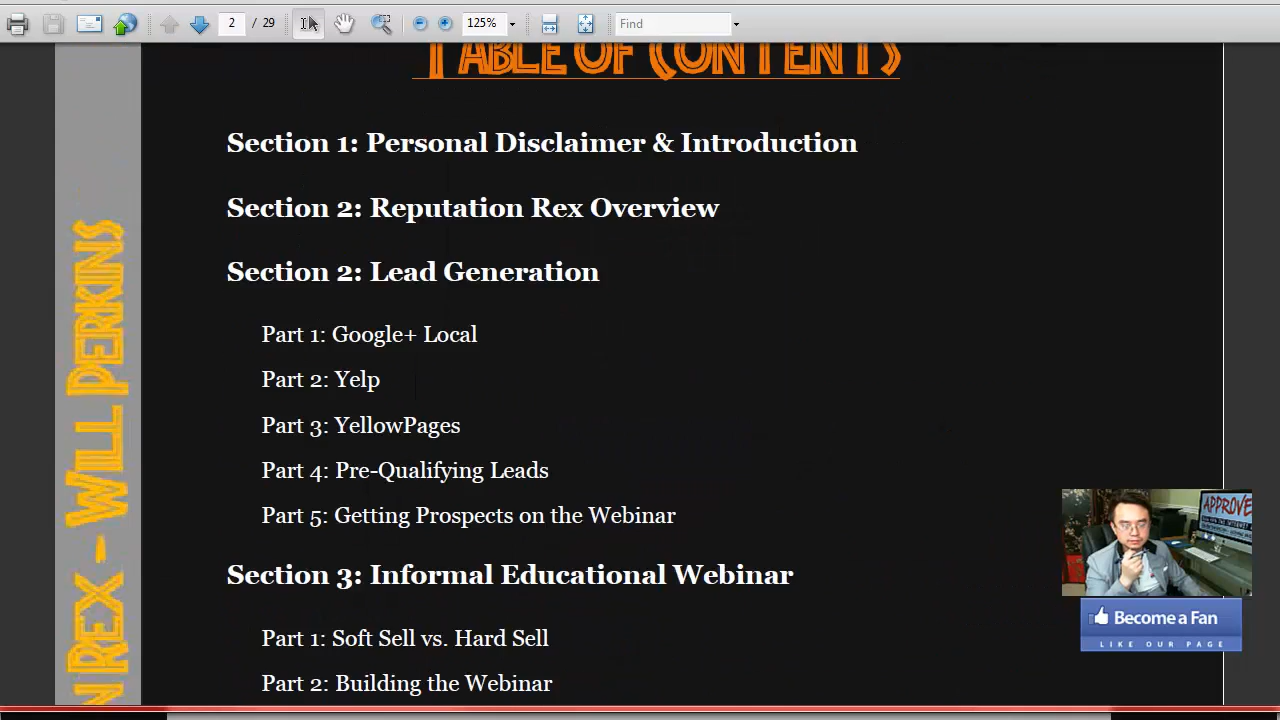 2 / 29
125%
Find
TABLE OF CONTENTS
Section 1: Personal Disclaimer & Introduction
Section 2: Reputation Rex Overview
Section 2: Lead Generation
Part 1: Google+ Local
Part 2: Yelp
Part 3: YellowPages
Part 4: Pre-Qualifying Leads
Part 5: Getting Prospects on the Webinar
Section 3: Informal Educational Webinar
Part 1: Soft Sell vs. Hard Sell
Part 2: Building the Webinar
REX - WILL PERKINS
APPROVE
Become a Fan
LIKE OUR PAGE